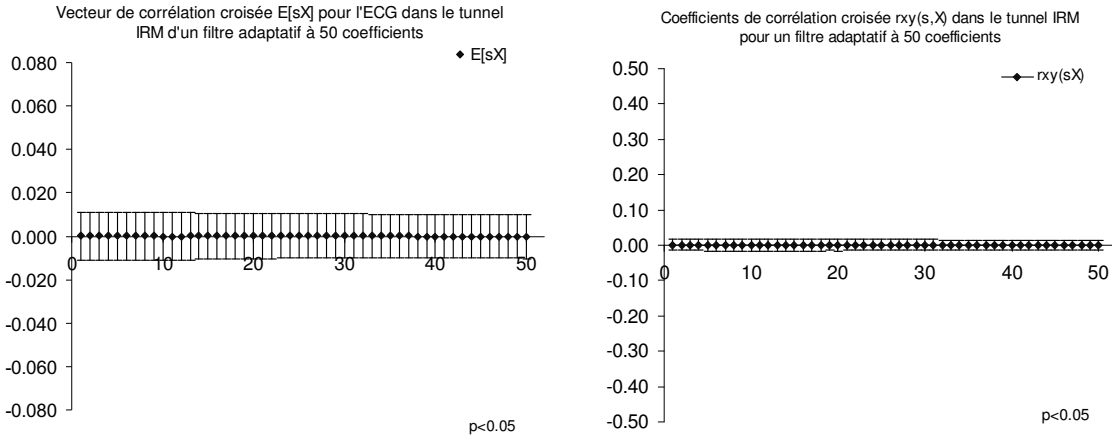 Vecteur de corrélation croisée E[sX] pour l'ECG dans le tunnel
IRM d'un filtre adaptatif à 50 coefficients
E[sX]
0.080
0.060
0.040
0.020
0.000
-0.020
-0.040
-0.060
-0.080
0 10 20 30 40 50
p<0.05
Coefficients de corrélation croisée rxy(s,X) dans le tunnel IRM
pour un filtre adaptatif à 50 coefficients
rxy(sX)
0.50
0.40
0.30
0.20
0.10
0.00
-0.10
-0.20
-0.30
-0.40
-0.50
0 10 20 30 40 50
p<0.05